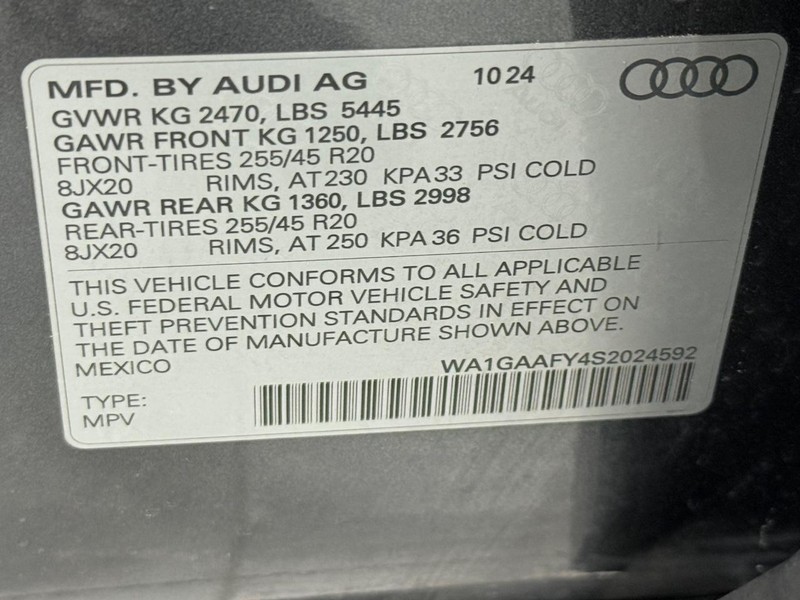 MFD. BY AUDI AG 10 24
GVWR KG 2470, LBS 5445
GAWR FRONT KG 1250, LBS 2756
FRONT-TIRES 255/45 R20
8JX20 RIMS, AT 230 KPA 33 PSI COLD
GAWR REAR KG 1360, LBS 2998
REAR-TIRES 255/45 R20
8JX20 RIMS, AT 250 KPA 36 PSI COLD
THIS VEHICLE CONFORMS TO ALL APPLICABLE
U.S. FEDERAL MOTOR VEHICLE SAFETY AND
THEFT PREVENTION STANDARDS IN EFFECT ON
THE DATE OF MANUFACTURE SHOWN ABOVE.
MEXICO WA1GAAFY4S2024592
TYPE:
MPV